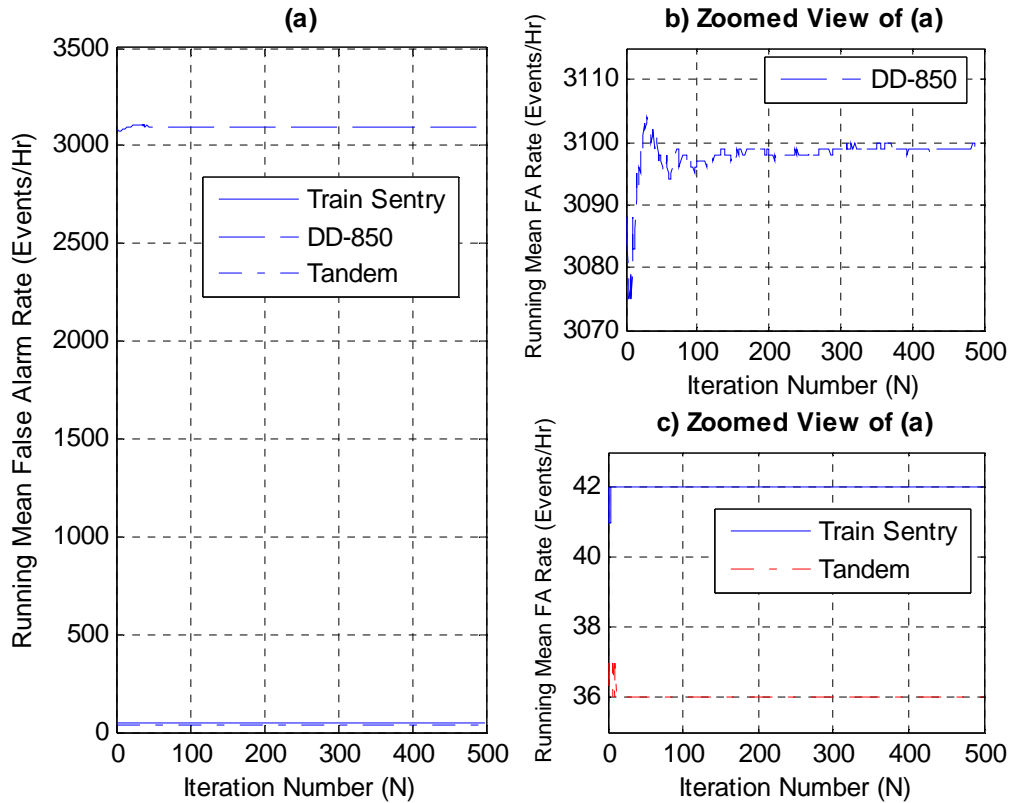 (a)
3500
3000
2500
2000
1500
1000
500
0
0 100 200 300 400 500
Running Mean False Alarm Rate (Events/Hr)
Iteration Number (N)
Train Sentry
DD-850
Tandem
b) Zoomed View of (a)
3110
3100
3090
3080
3070
0 100 200 300 400 500
Running Mean FA Rate (Events/Hr)
Iteration Number (N)
DD-850
c) Zoomed View of (a)
42
40
38
36
0 100 200 300 400 500
Running Mean FA Rate (Events/Hr)
Iteration Number (N)
Train Sentry
Tandem